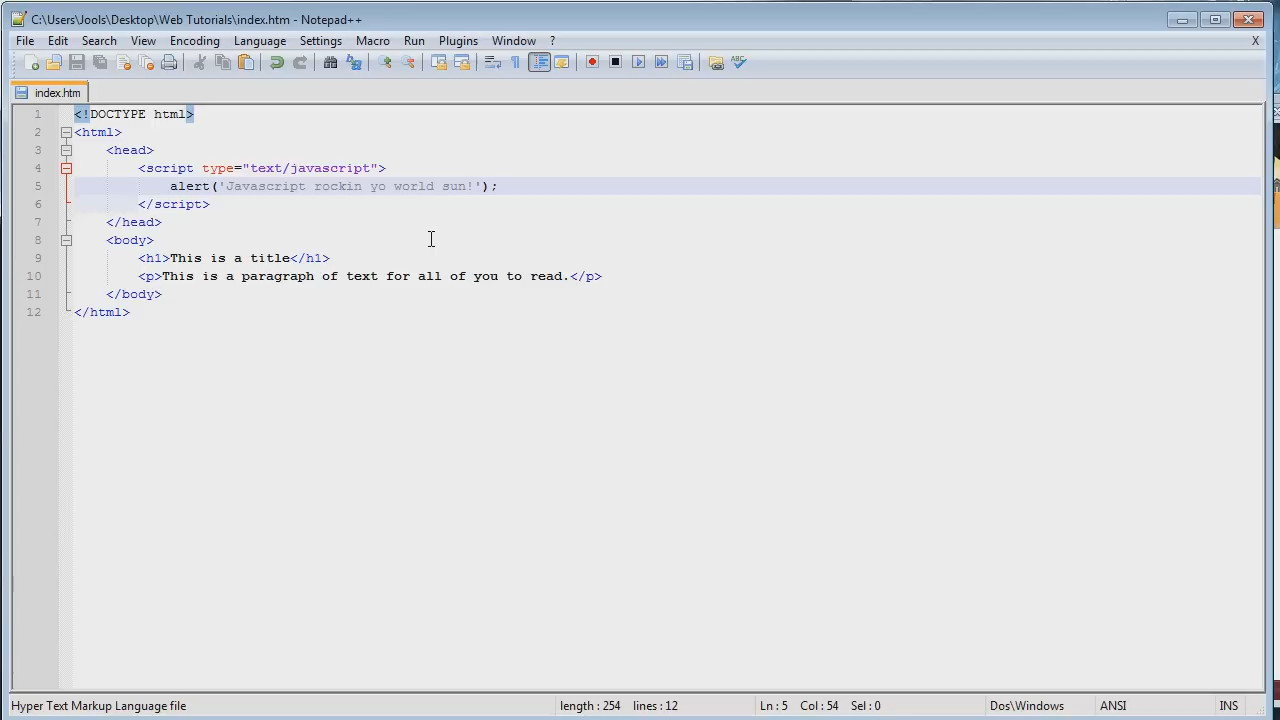 C:\Users\Jools\Desktop\Web Tutorials\index.htm - Notepad++
File Edit Search View Encoding Language Settings Macro Run Plugins Window ? X
index.htm
1 <!DOCTYPE html>
2 <html>
3 <head>
4 <script type="text/javascript">
5 alert('Javascript rockin yo world sun!');
6 </script>
7 </head>
8 <body>
9 <h1>This is a title</h1>
10 <p>This is a paragraph of text for all of you to read.</p>
11 </body>
12 </html>
Hyper Text Markup Language file length : 254 lines : 12 Ln : 5 Col : 54 Sel : 0 Dos\Windows ANSI INS